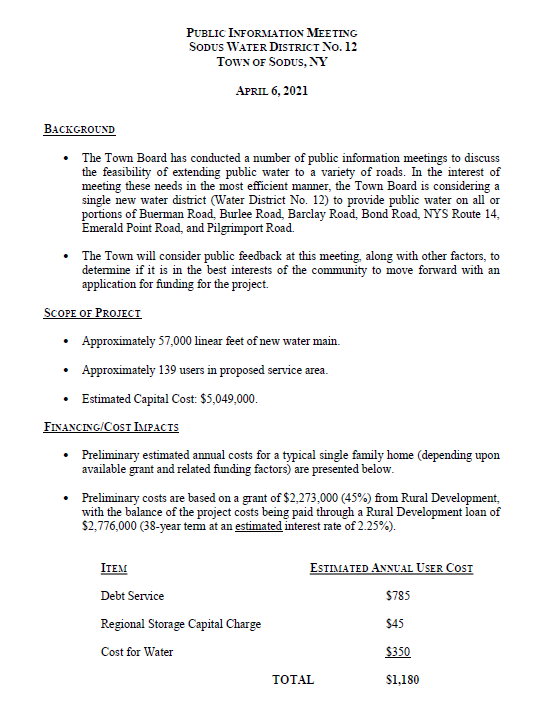 PUBLIC INFORMATION MEETING
SODUS WATER DISTRICT NO. 12
TOWN OF SODUS, NY
APRIL 6, 2021
BACKGROUND
• The Town Board has conducted a number of public information meetings to discuss
the feasibility of extending public water to a variety of roads. In the interest of
meeting these needs in the most efficient manner, the Town Board is considering a
single new water district (Water District No. 12) to provide public water on all or
portions of Buerman Road, Burlee Road, Barclay Road, Bond Road, NYS Route 14,
Emerald Point Road, and Pilgrimport Road.
• The Town will consider public feedback at this meeting, along with other factors, to
determine if it is in the best interests of the community to move forward with an
application for funding for the project.
SCOPE OF PROJECT
• Approximately 57,000 linear feet of new water main.
• Approximately 139 users in proposed service area.
• Estimated Capital Cost: $5,049,000.
FINANCING/COST IMPACTS
• Preliminary estimated annual costs for a typical single family home (depending upon
available grant and related funding factors) are presented below.
• Preliminary costs are based on a grant of $2,273,000 (45%) from Rural Development,
with the balance of the project costs being paid through a Rural Development loan of
$2,776,000 (38-year term at an estimated interest rate of 2.25%).
ITEM ESTIMATED ANNUAL USER COST
Debt Service $785
Regional Storage Capital Charge $45
Cost for Water $350
TOTAL $1,180